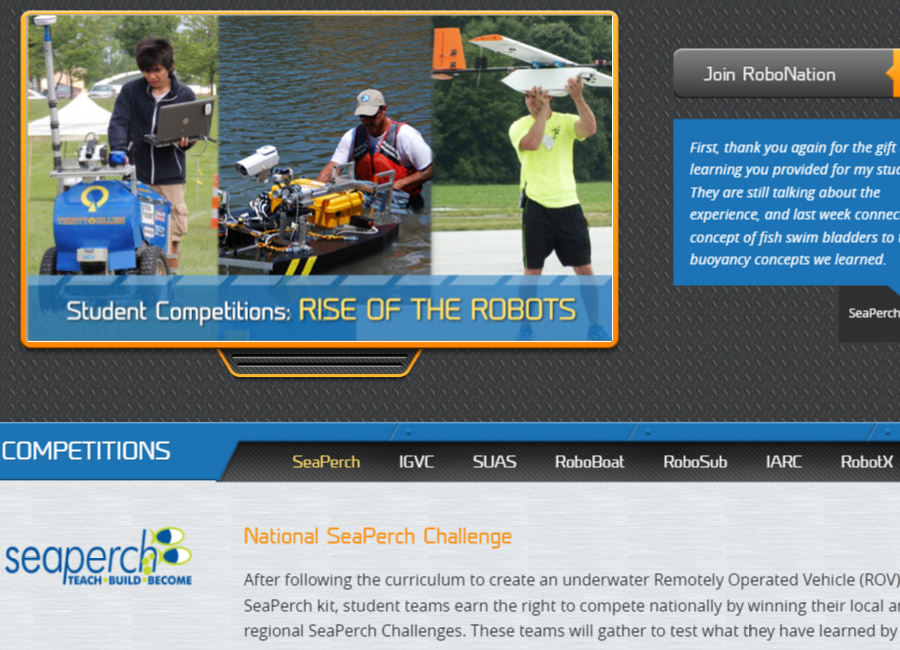 Student Competitions: RISE OF THE ROBOTS
Join RoboNation
First, thank you again for the gift
learning you provided for my
They are still talking about the
experience, and last week
concept of fish swim bladders to
buoyancy concepts we learned.
SeaPerch
COMPETITIONS
SeaPerch IGVC SUAS RoboBoat RoboSub IARC RobotX
seaperch
TEACH•BUILD•BECOME
National SeaPerch Challenge
After following the curriculum to create an underwater Remotely Operated Vehicle (ROV)
SeaPerch kit, student teams earn the right to compete nationally by winning their local
regional SeaPerch Challenges. These teams will gather to test what they have learned by